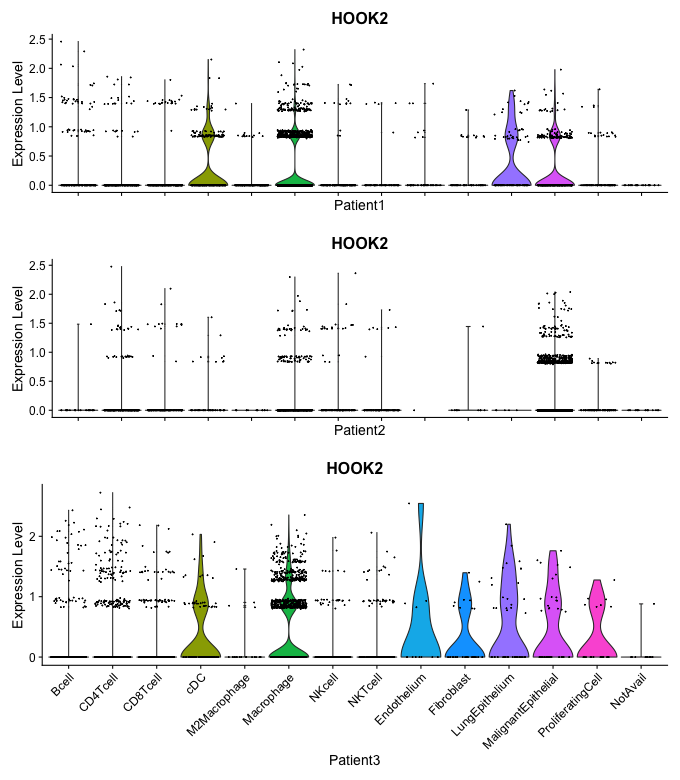 HOOK2
Expression Level
2.5
2.0
1.5
1.0
0.5
0.0
Patient1
HOOK2
Expression Level
2.5
2.0
1.5
1.0
0.5
0.0
Patient2
HOOK2
Expression Level
2
1
0
Bcell
CD4Tcell
CD8Tcell
cDC
M2Macrophage
Macrophage
NKcell
NKTcell
Endothelium
Fibroblast
LungEpithelium
MalignantEpithelial
ProliferatingCell
NotAvail
Patient3